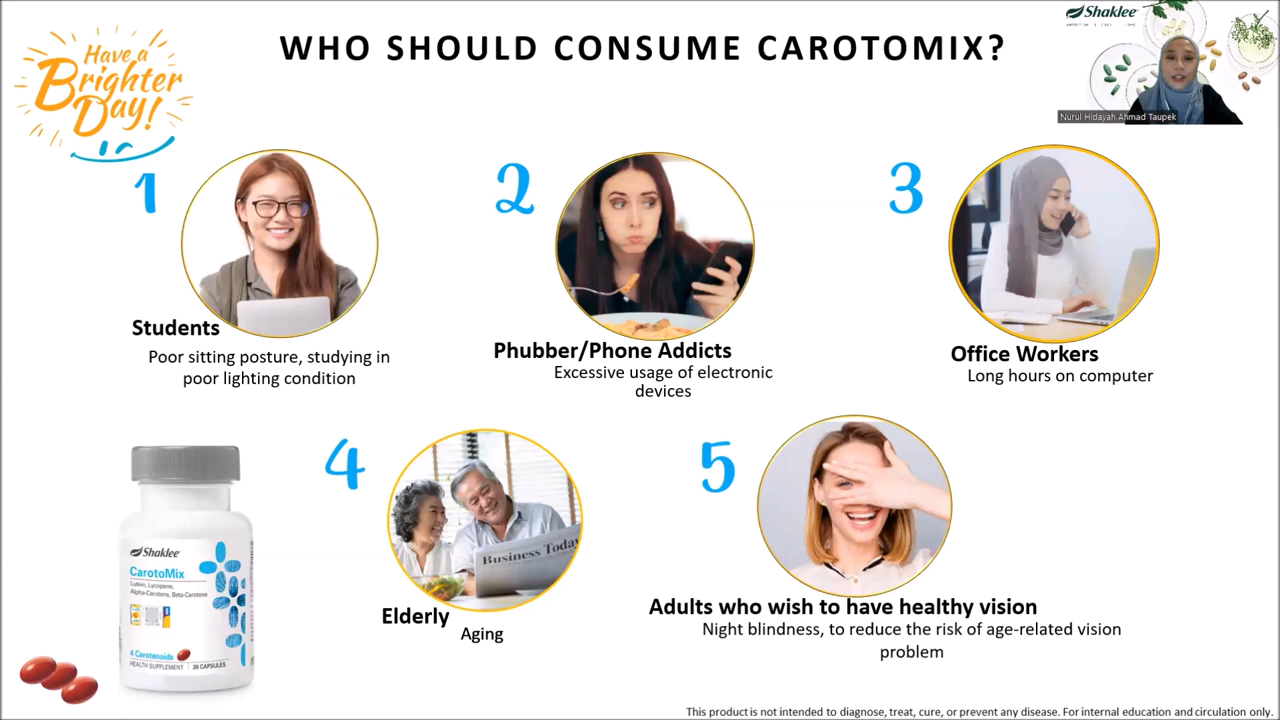 Have a
Brighter
Day!
WHO SHOULD CONSUME CAROTOMIX?
Shaklee
Nurul Hidayah Ahmad Taupek
1
Students
Poor sitting posture, studying in
poor lighting condition
2
Phubber/Phone Addicts
Excessive usage of electronic
devices
3
Office Workers
Long hours on computer
Shaklee
CarotoMix
Lutein, Lycopene,
Alpha-Carotene, Beta-Carotene
4 Carotenoids
HEALTH SUPPLEMENT | 30 CAPSULES
4
Business Today
Elderly
Aging
5
Adults who wish to have healthy vision
Night blindness, to reduce the risk of age-related vision
problem
This product is not intended to diagnose, treat, cure, or prevent any disease. For internal education and circulation only.